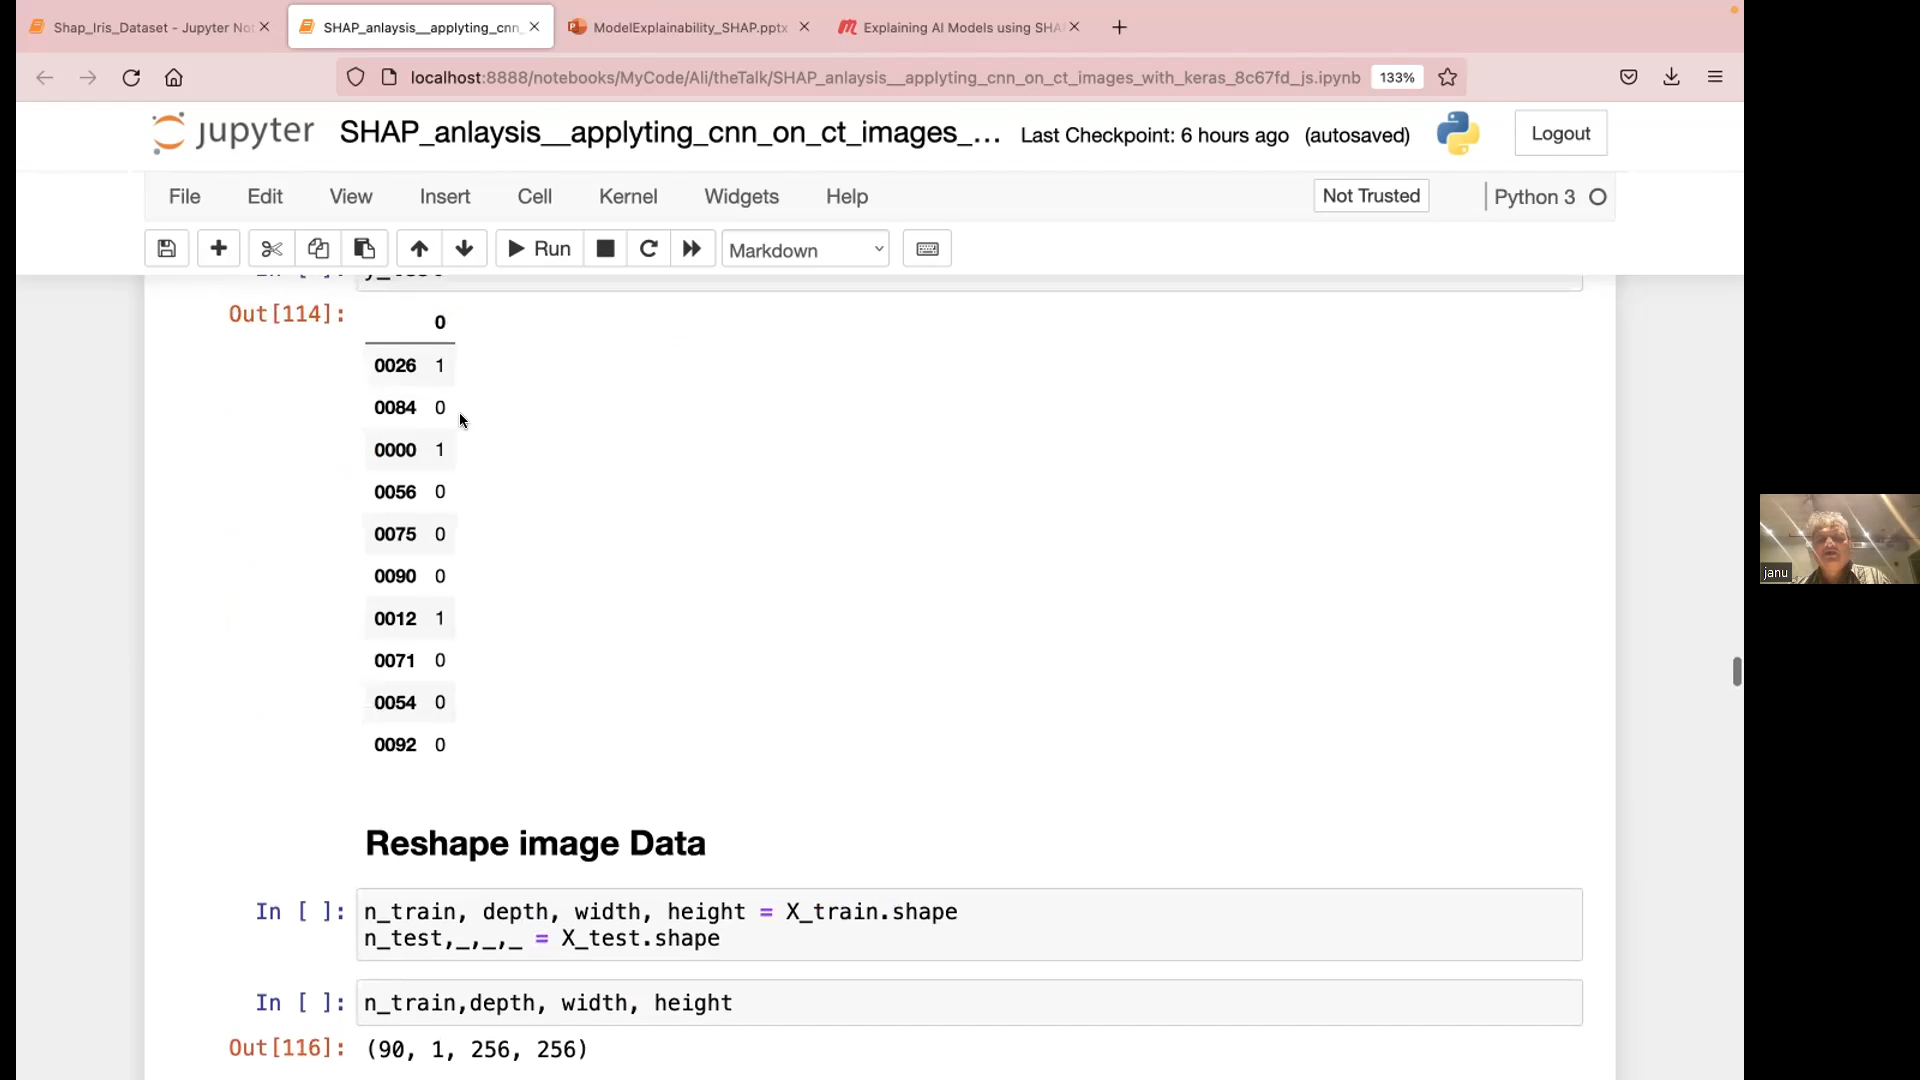 Shap_Iris_Dataset - Jupyter No
SHAP_anlaysis__applyting_cnn_
ModelExplainability_SHAP.pptx
Explaining AI Models using SHA
localhost:8888/notebooks/MyCode/Ali/theTalk/SHAP_anlaysis__applyting_cnn_on_ct_images_with_keras_8c67fd_js.ipynb
133%
jupyter
SHAP_anlaysis__applyting_cnn_on_ct_images_...
Last Checkpoint: 6 hours ago (autosaved)
Logout
File Edit View Insert Cell Kernel Widgets Help
Not Trusted
Python 3
Run
Markdown
Out[114]:
0
0026 1
0084 0
0000 1
0056 0
0075 0
0090 0
0012 1
0071 0
0054 0
0092 0
Reshape image Data
In [ ]: n_train, depth, width, height = X_train.shape
n_test,_,_,_ = X_test.shape
In [ ]: n_train,depth, width, height
Out[116]: (90, 1, 256, 256)
janu